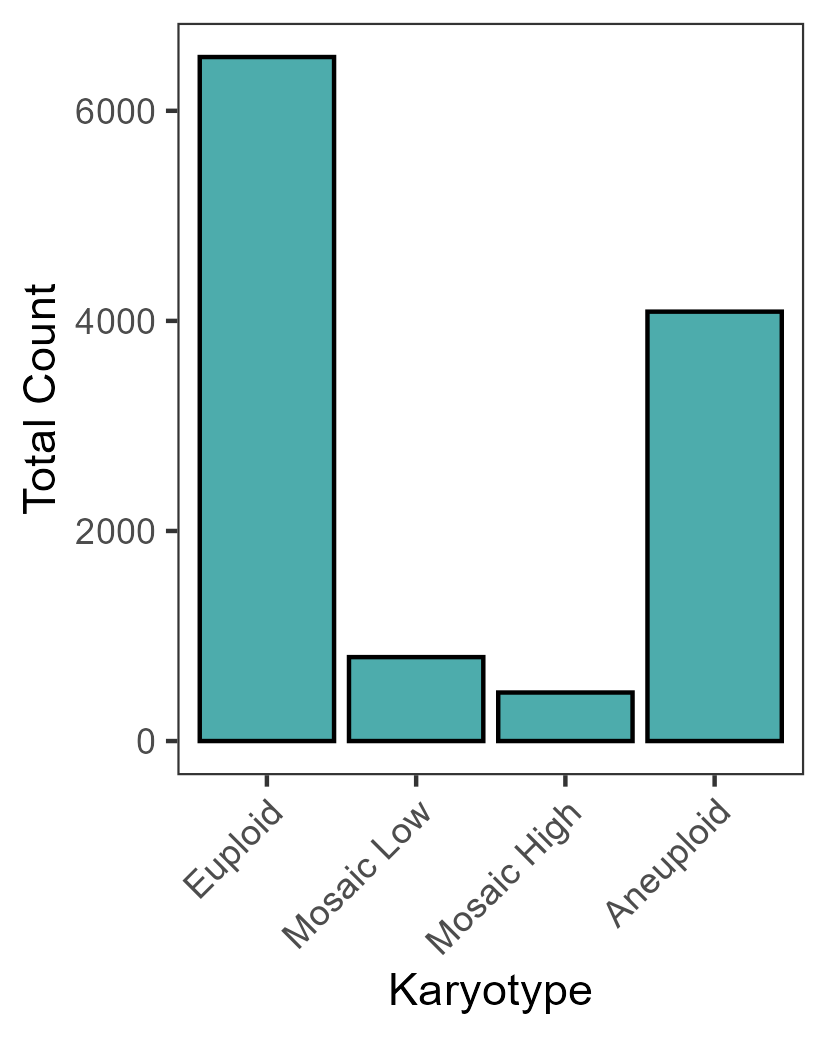 Total Count
6000
4000
2000
0
Euploid
Mosaic Low
Mosaic High
Aneuploid
Karyotype